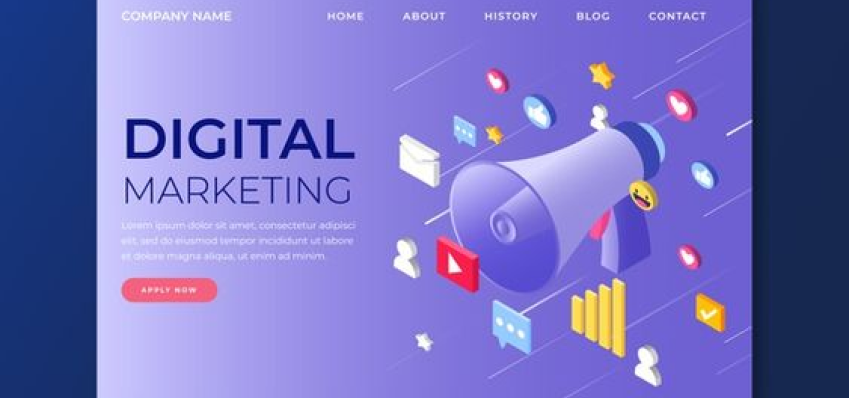 COMPANY NAME
HOME
ABOUT
HISTORY
BLOG
CONTACT
DIGITAL
MARKETING
Lorem ipsum dolor sit amet, consectetur adipisci
elit, sed do eiusmod tempor incididunt ut labore
et dolore magna aliqua, ut enim ad minim.
APPLY NOW